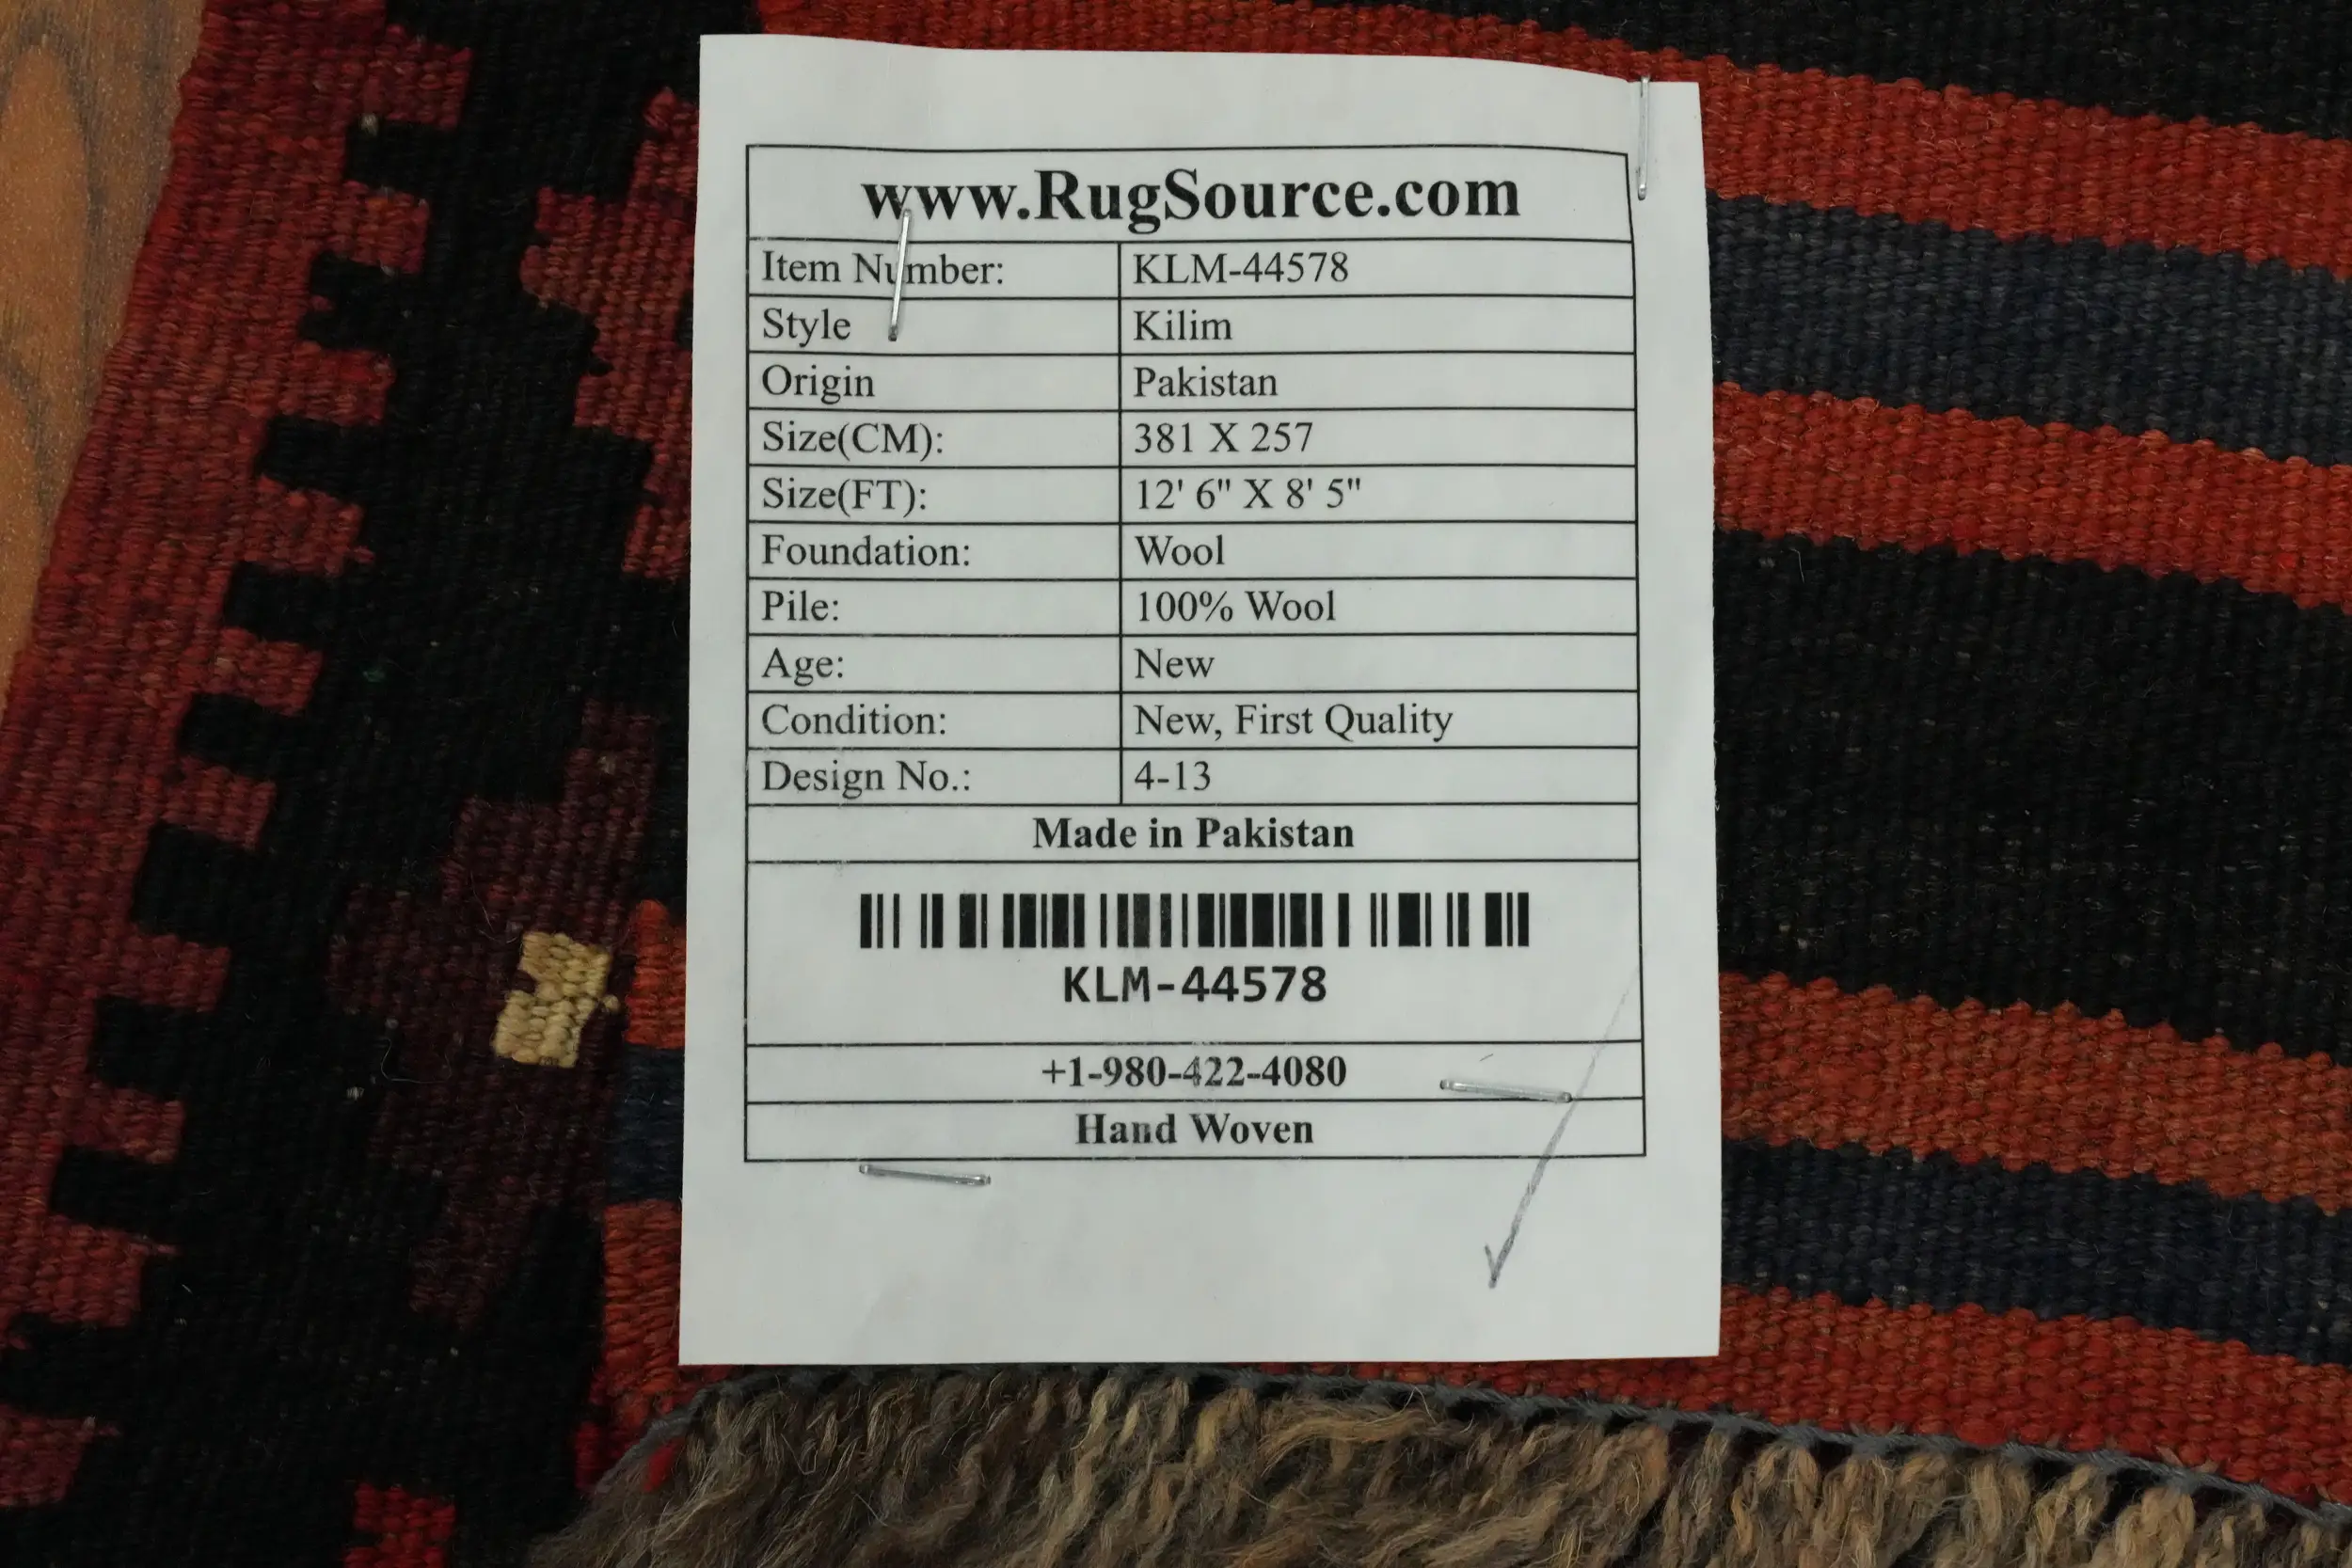 www.RugSource.com
Item Number: KLM-44578
Style Kilim
Origin Pakistan
Size(CM): 381 X 257
Size(FT): 12' 6" X 8' 5"
Foundation: Wool
Pile: 100% Wool
Age: New
Condition: New, First Quality
Design No.: 4-13
Made in Pakistan
KLM-44578
+1-980-422-4080
Hand Woven